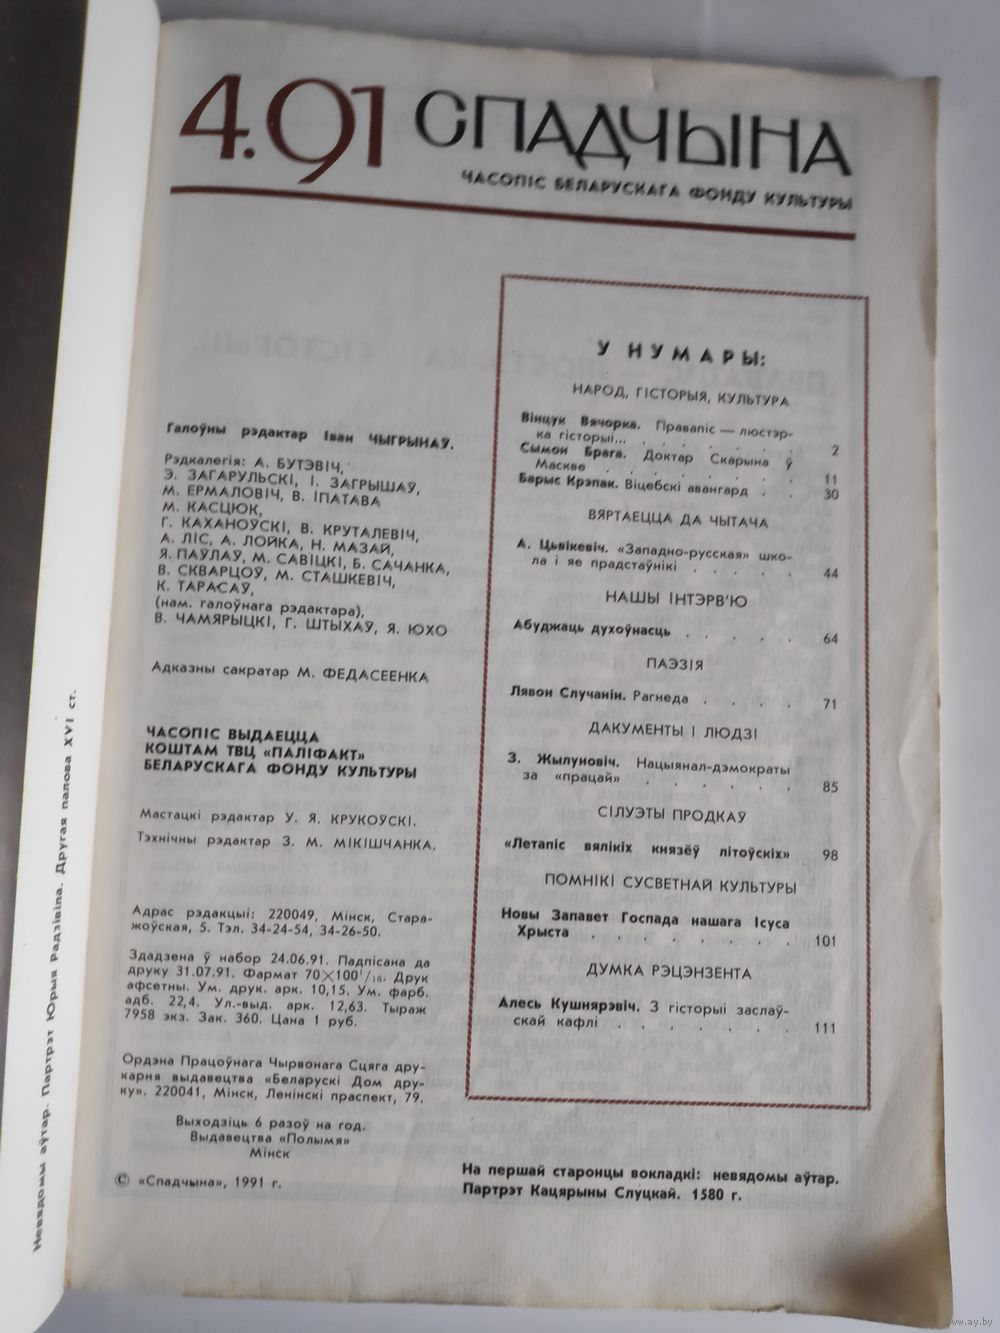 4.91 СПАДЧЫНА
ЧАСОПІС БЕЛАРУСКАГА ФОНДУ КУЛЬТУРЫ
Галоўны рэдактар Іван ЧЫГРЫНАЎ.
Рэдкалегія: А. БУТЭВІЧ,
Э. ЗАГАРУЛЬСКІ, І. ЗАГРЫШАЎ,
М. ЕРМАЛОВІЧ, В. ІПАТАВА
М. КАСЦЮК,
Г. КАХАНОЎСКІ, В. КРУТАЛЕВІЧ,
А. ЛІС, А. ЛОЙКА, Н. МАЗАЙ,
Я. ПАЎЛАЎ, М. САВІЦКІ, Б. САЧАНКА,
В. СКВАРЦОЎ, М. СТАШКЕВІЧ,
К. ТАРАСАЎ,
(нам. галоўнага рэдактара),
В. ЧАМЯРЫЦКІ, Г. ШТЫХАЎ, Я. ЮХО
Адказны сакратар М. ФЕДАСЕЕНКА
ЧАСОПІС ВЫДАЕЦЦА
КОШТАМ ТВЦ «ПАЛІФАКТ»
БЕЛАРУСКАГА ФОНДУ КУЛЬТУРЫ
Мастацкі рэдактар У. Я. КРУКОЎСКІ.
Тэхнічны рэдактар З. М. МІКІШЧАНКА.
Адрас рэдакцыі: 220049, Мінск, Стара-
жоўская, 5. Тэл. 34-24-54, 34-26-50.
Здадзена ў набор 24.06.91. Падпісана да
друку 31.07.91. Фармат 70×100¹/₁₆. Друк
афсетны. Ум. друк. арк. 10,15. Ум. фарб.
адб. 22,4. Ул.-выд. арк. 12,63. Тыраж
7958 экз. Зак. 360. Цана 1 руб.
Ордэна Працоўнага Чырвонага Сцяга дру-
карня выдавецтва «Беларускі Дом дру-
ку». 220041, Мінск, Ленінскі праспект, 79.
Выходзіць 6 разоў на год.
Выдавецтва «Полымя»
Мінск
© «Спадчына», 1991 г.
У НУМАРЫ:
НАРОД, ГІСТОРЫЯ, КУЛЬТУРА
Вінцук Вячорка. Правапіс — люстэр-
ка гісторыі... . . . . . . 2
Сымон Брага. Доктар Скарына ў
Маскве . . . . . . . 11
Барыс Крэпак. Віцебскі авангард . . 30
ВЯРТАЕЦЦА ДА ЧЫТАЧА
А. Цьвікевіч. «Западно-русская» шко-
ла і яе прадстаўнікі . . . . . 44
НАШЫ ІНТЭРВ'Ю
Абуджаць духоўнасць . . . . . 64
ПАЭЗІЯ
Лявон Случанін. Рагнеда . . . . 71
ДАКУМЕНТЫ І ЛЮДЗІ
З. Жылуновіч. Нацыянал-дэмократы
за «працай» . . . . . . 85
СІЛУЭТЫ ПРОДКАЎ
«Летапіс вялікіх князёў літоўскіх» 98
ПОМНІКІ СУСВЕТНАЙ КУЛЬТУРЫ
Новы Запавет Госпада нашага Ісуса
Хрыста . . . . . . . . 101
ДУМКА РЭЦЭНЗЕНТА
Алесь Кушнярэвіч. З гісторыі заслаў-
скай кафлі . . . . . . . 111
На першай старонцы вокладкі: невядомы аўтар.
Партрэт Кацярыны Слуцкай. 1580 г.
Невядомы аўтар. Партрэт Юрыя Радзівіла. Другая палова XVI ст.
www.ay.by